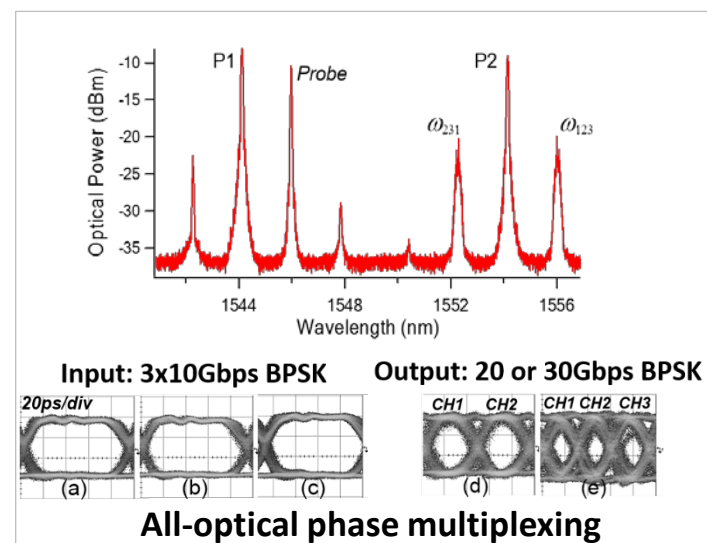 P1
Probe
P2
ω231
ω123
Optical Power (dBm)
-10
-15
-20
-25
-30
-35
1544
1548
1552
1556
Wavelength (nm)
Input: 3x10Gbps BPSK
Output: 20 or 30Gbps BPSK
20ps/div
CH1 CH2
CH1 CH2 CH3
(a)
(b)
(c)
(d)
(e)
All-optical phase multiplexing